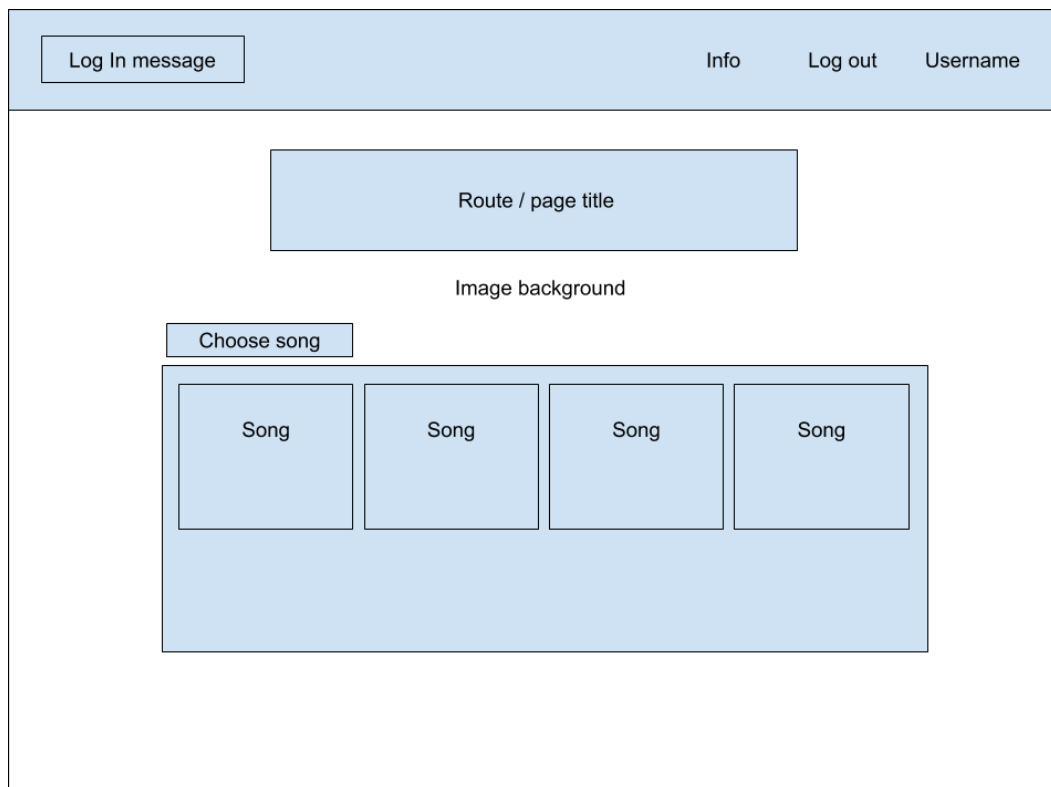 Log In message
Info
Log out
Username
Route / page title
Image background
Choose song
Song
Song
Song
Song